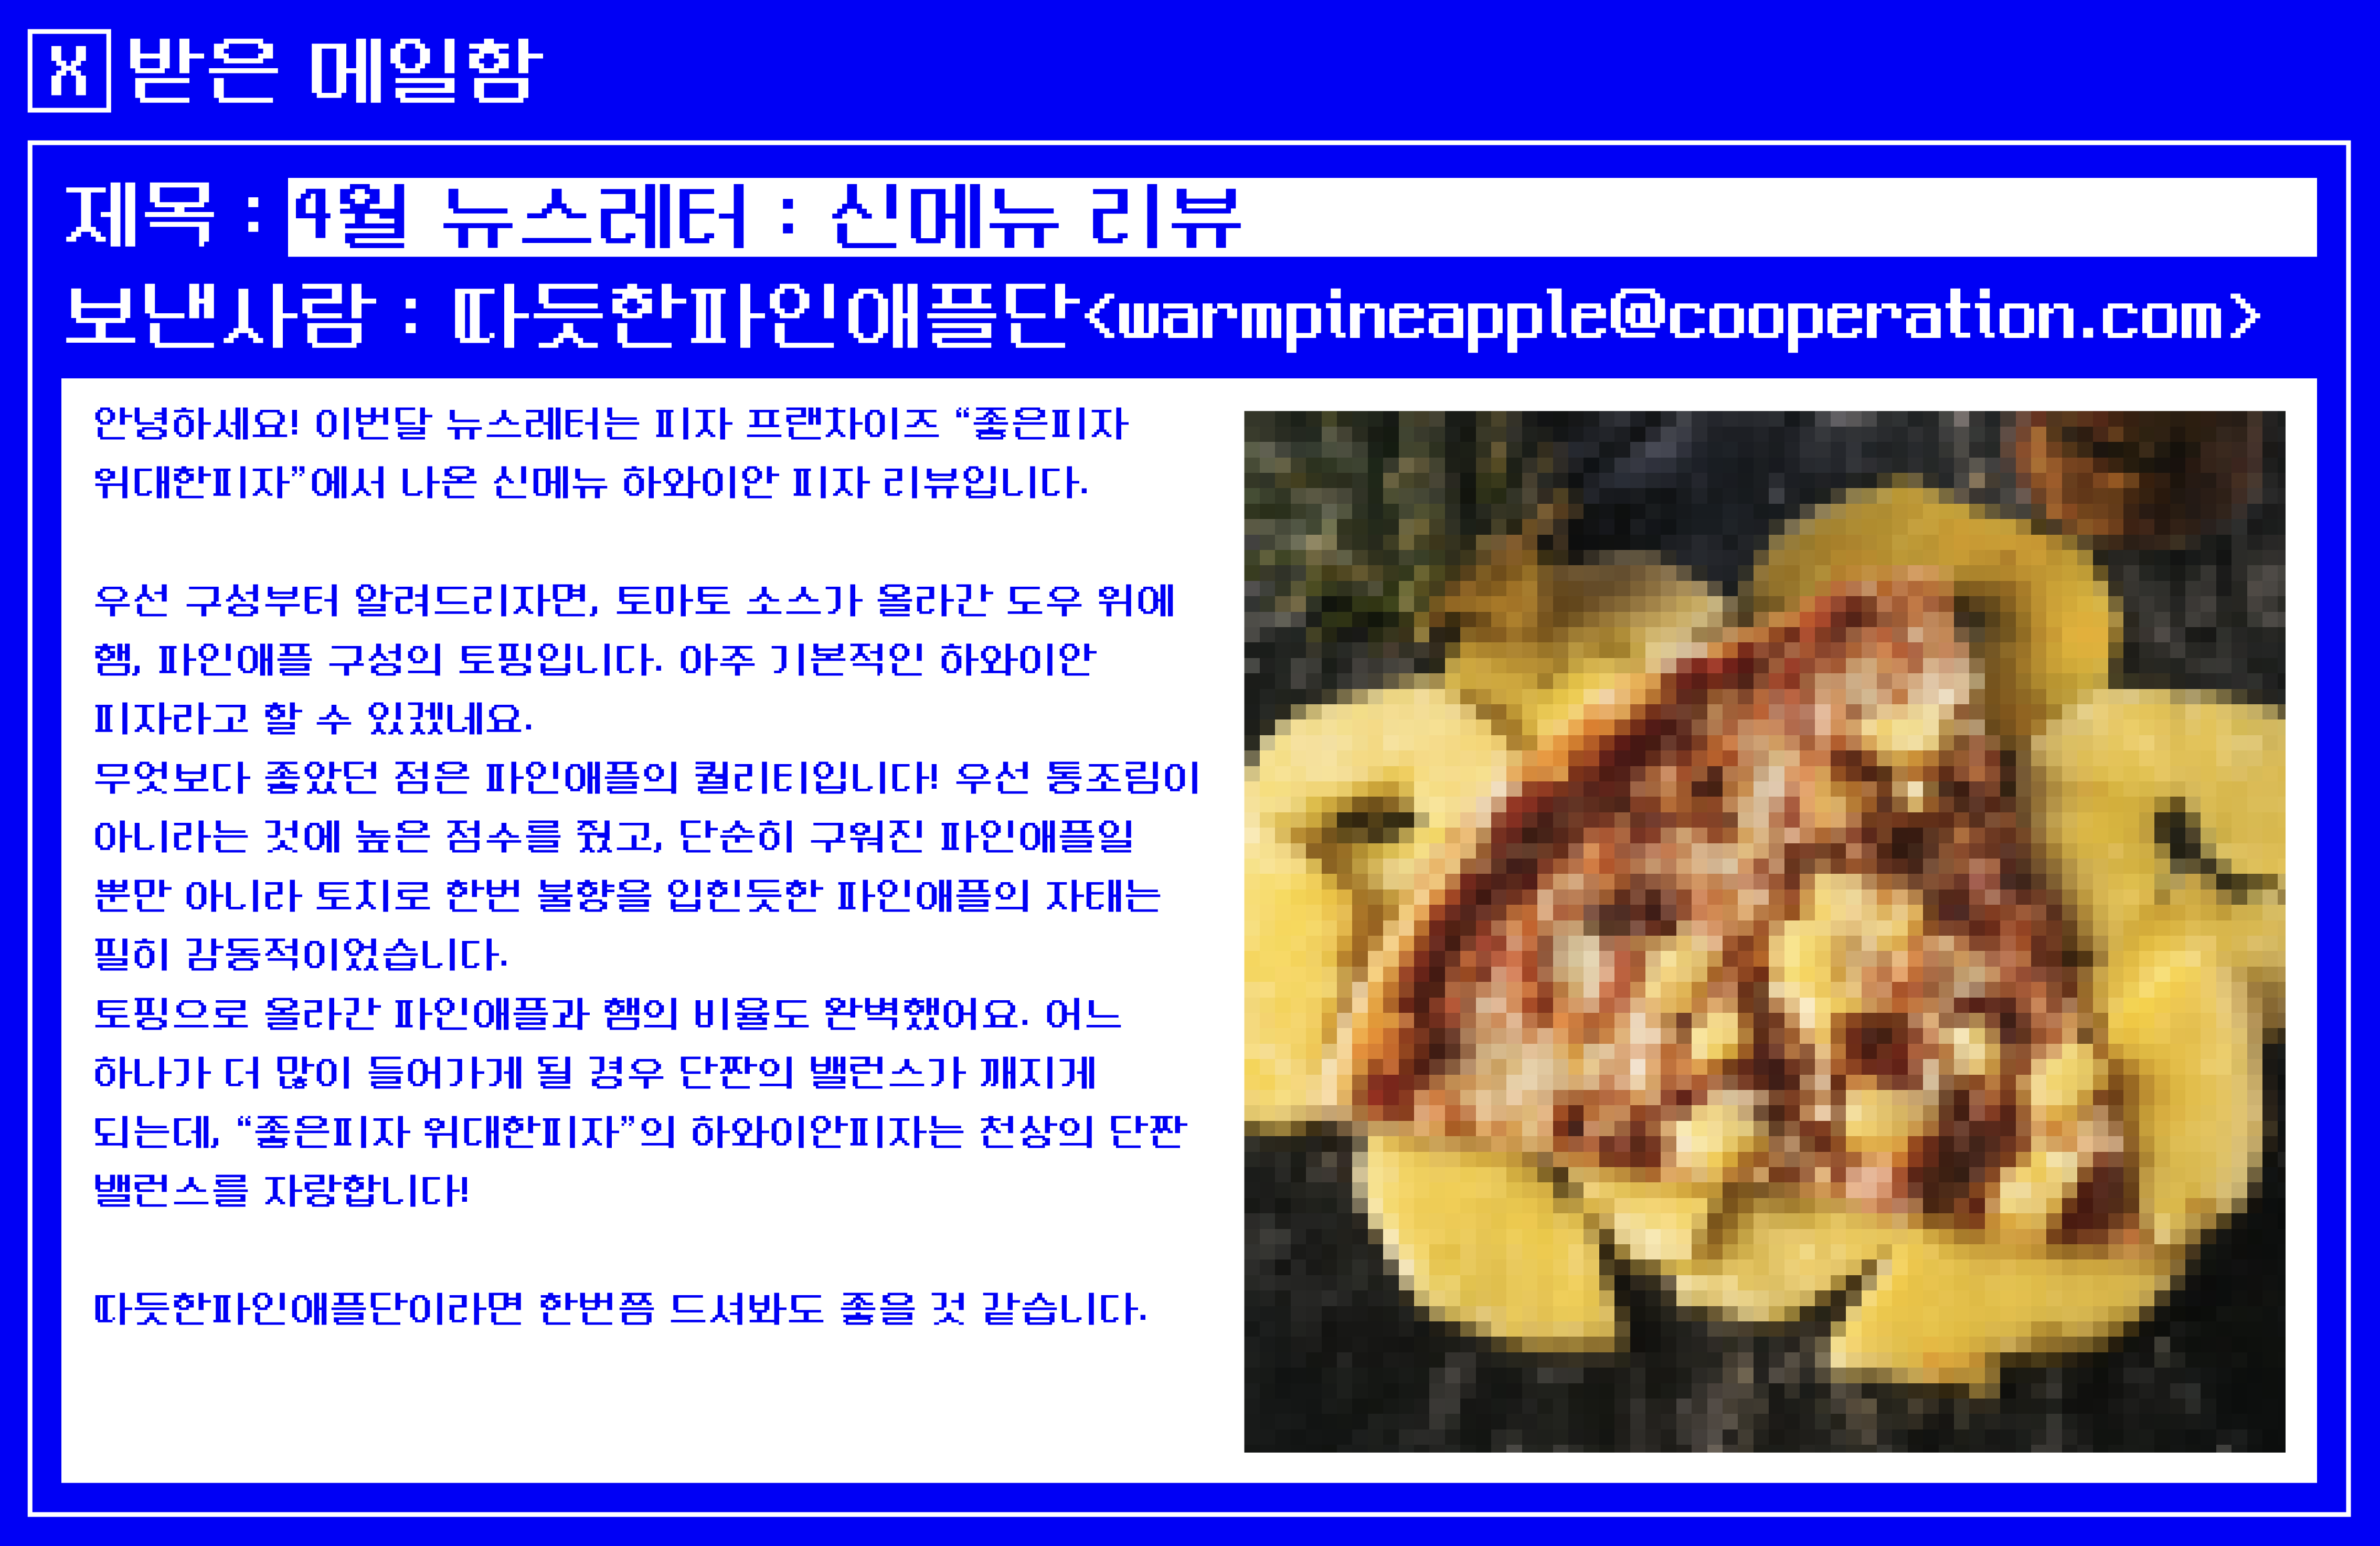 X 받은 메일함
제목 : 4월 뉴스레터 : 신메뉴 리뷰
보낸사람 : 따듯한파인애플단<warmpineapple@cooperation.com>
안녕하세요! 이번달 뉴스레터는 피자 프랜차이즈 “좋은피자
위대한피자”에서 나온 신메뉴 하와이안 피자 리뷰입니다.
우선 구성부터 알려드리자면, 토마토 소스가 올라간 도우 위에
햄, 파인애플 구성의 토핑입니다. 아주 기본적인 하와이안
피자라고 할 수 있겠네요.
무엇보다 좋았던 점은 파인애플의 퀄리티입니다! 우선 통조림이
아니라는 것에 높은 점수를 줬고, 단순히 구워진 파인애플일
뿐만 아니라 토치로 한번 불향을 입힌듯한 파인애플의 자태는
필히 감동적이었습니다.
토핑으로 올라간 파인애플과 햄의 비율도 완벽했어요. 어느
하나가 더 많이 들어가게 될 경우 단짠의 밸런스가 깨지게
되는데, “좋은피자 위대한피자”의 하와이안피자는 천상의 단짠
밸런스를 자랑합니다!
따듯한파인애플단이라면 한번쯤 드셔봐도 좋을 것 같습니다.